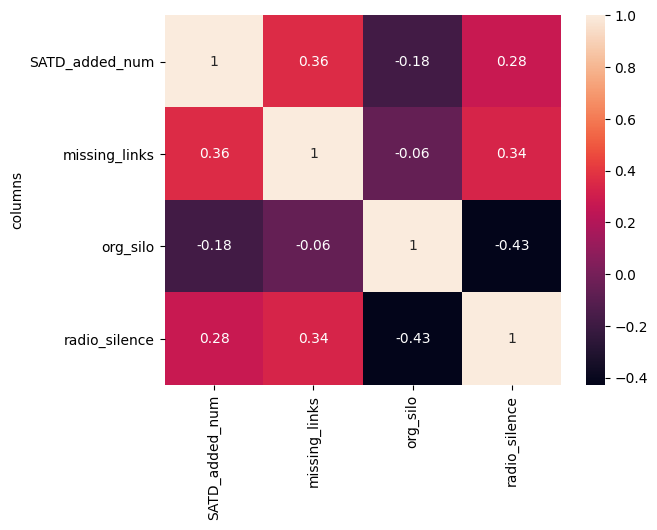 SATD_added_num 1 0.36 -0.18 0.28
missing_links 0.36 1 -0.06 0.34
org_silo -0.18 -0.06 1 -0.43
radio_silence 0.28 0.34 -0.43 1
columns
SATD_added_num
missing_links
org_silo
radio_silence
1.0
0.8
0.6
0.4
0.2
0.0
−0.2
−0.4